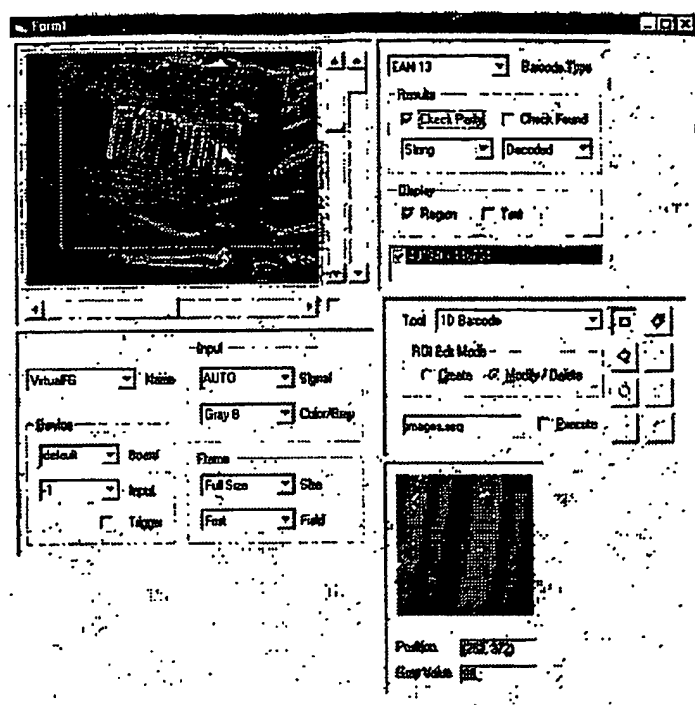 Form1
EAN 13 Barcode Type
Results
Check Parity Check Found
String Decoded
Display
Region Text
Tool 1D Barcode
ROI Edit Mode
Create Modify / Delete
images.seq Execute
Input
VirtualFG Name AUTO Signal
Gray 8 Color/Gray
Device
default Board
-1 Input
Trigger
Frame
Full Size Size
First Field
Position
Gray Value